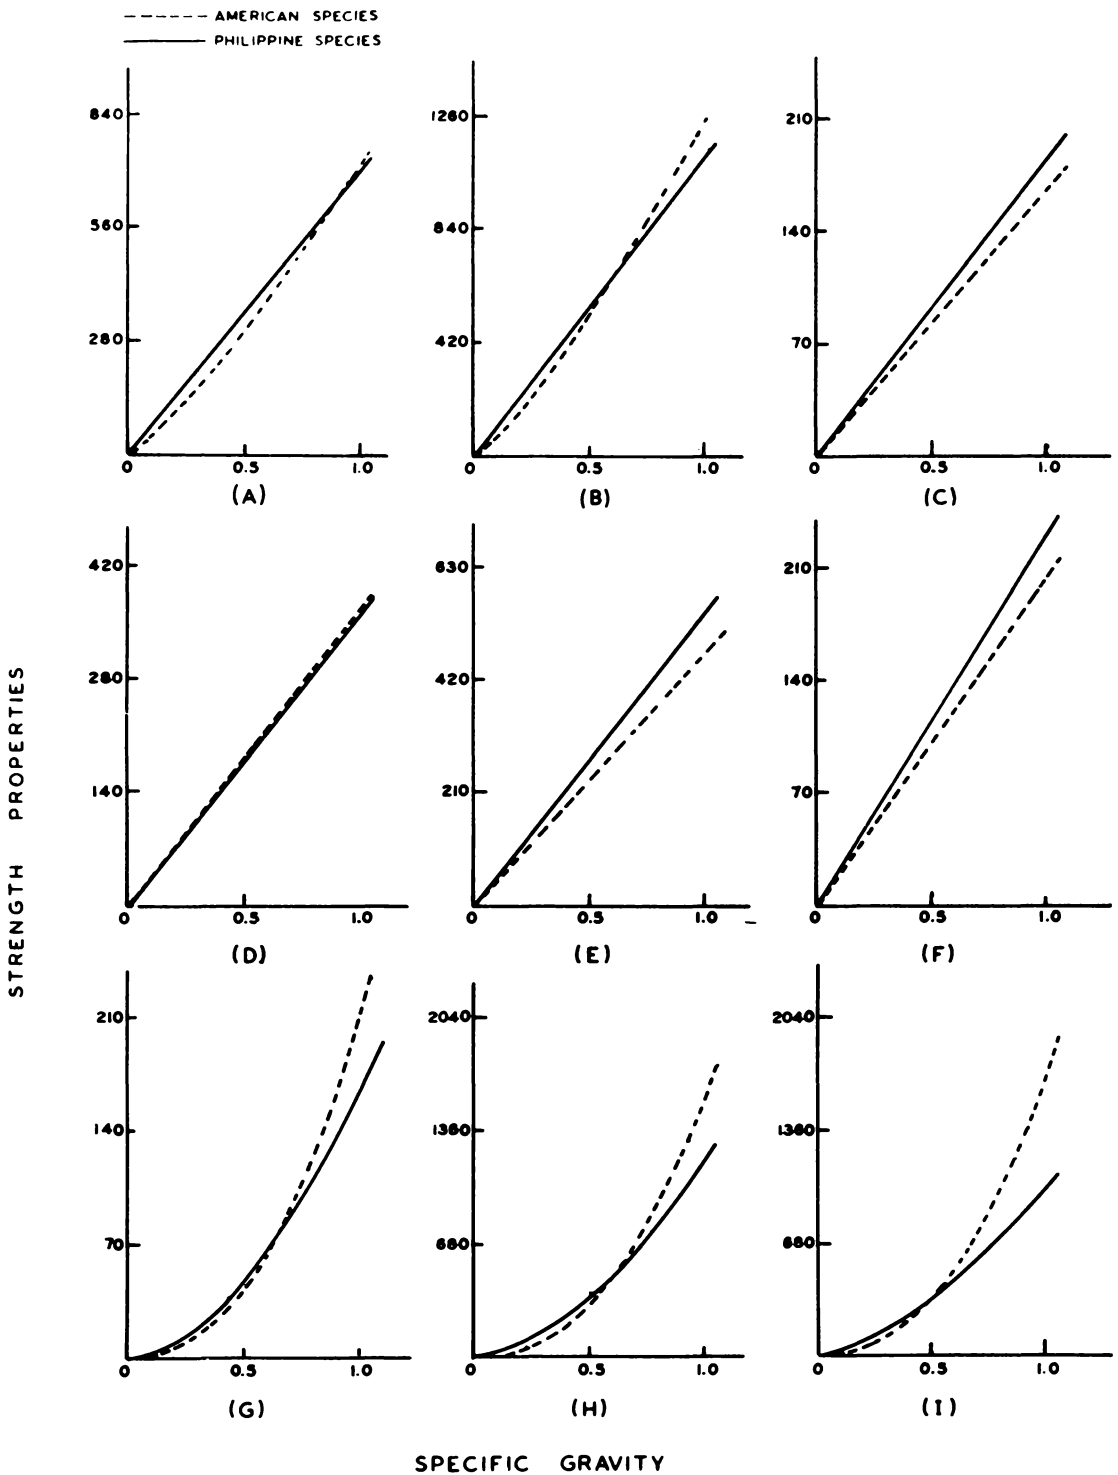 AMERICAN SPECIES
PHILIPPINE SPECIES
840
560
280
0 0.5 1.0
(A)
1260
840
420
0 0.5 1.0
(B)
210
140
70
0 0.5 1.0
(C)
420
280
140
0 0.5 1.0
(D)
630
420
210
0 0.5 1.0
(E)
210
140
70
0 0.5 1.0
(F)
210
140
70
0 0.5 1.0
(G)
2040
1360
680
0 0.5 1.0
(H)
2040
1360
680
0 0.5 1.0
(I)
STRENGTH PROPERTIES
SPECIFIC GRAVITY